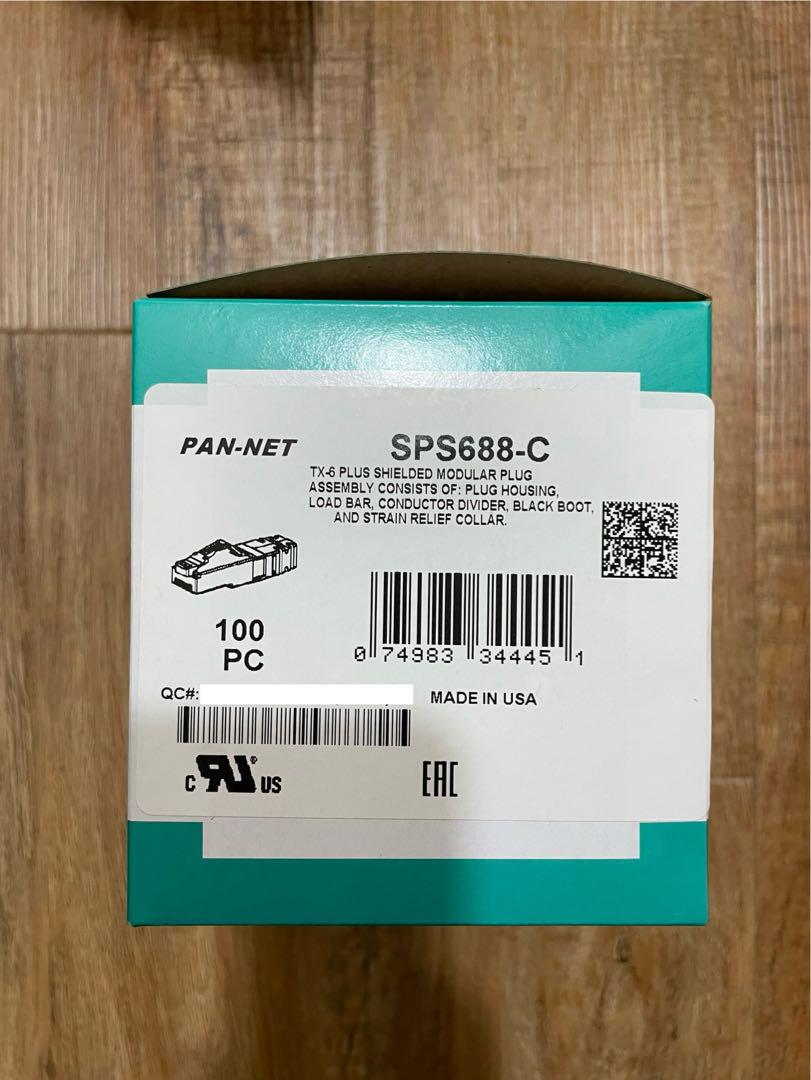 PAN-NET
SPS688-C
TX-6 PLUS SHIELDED MODULAR PLUG
ASSEMBLY CONSISTS OF: PLUG HOUSING,
LOAD BAR, CONDUCTOR DIVIDER, BLACK BOOT,
AND STRAIN RELIEF COLLAR.
100
PC
0 74983 34445 1
QC#:
MADE IN USA
C RU® US
EAC